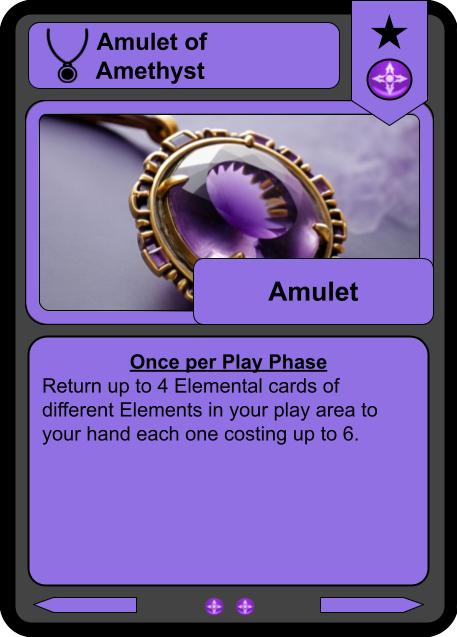 Amulet of
Amethyst
Amulet
Once per Play Phase
Return up to 4 Elemental cards of
different Elements in your play area to
your hand each one costing up to 6.